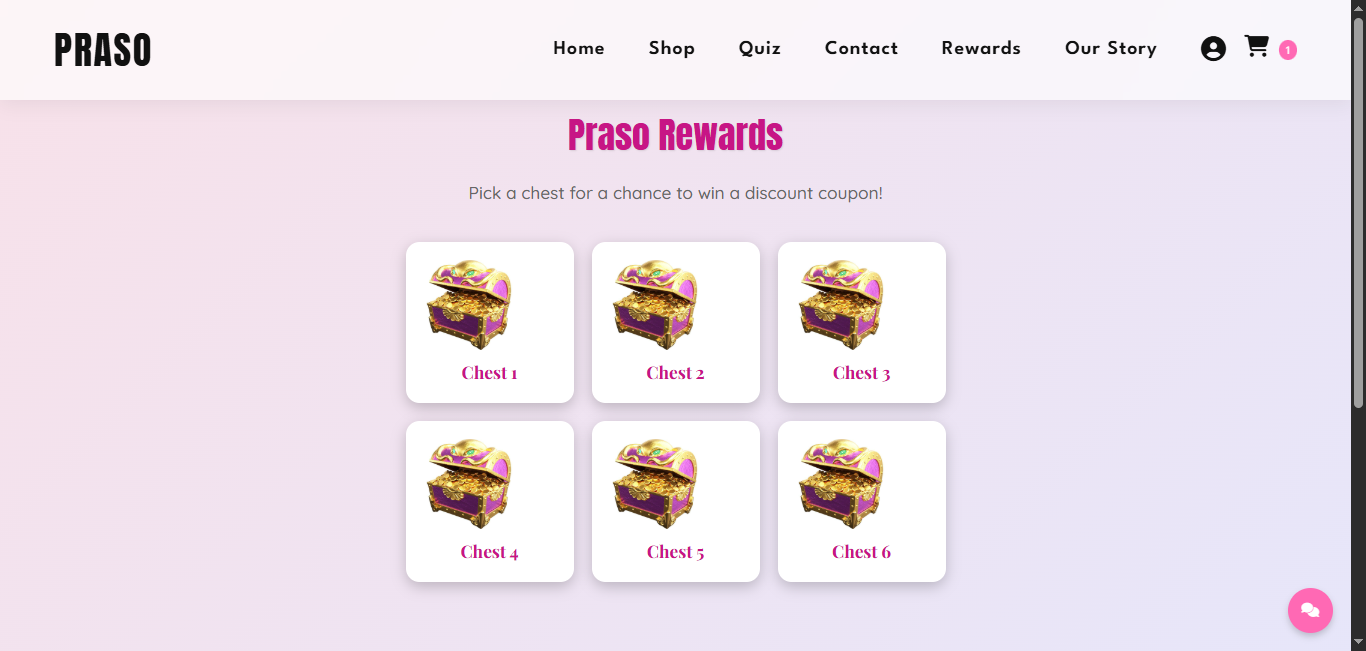 PRASO
Home Shop Quiz Contact Rewards Our Story 1
Praso Rewards
Pick a chest for a chance to win a discount coupon!
Chest 1 Chest 2 Chest 3
Chest 4 Chest 5 Chest 6